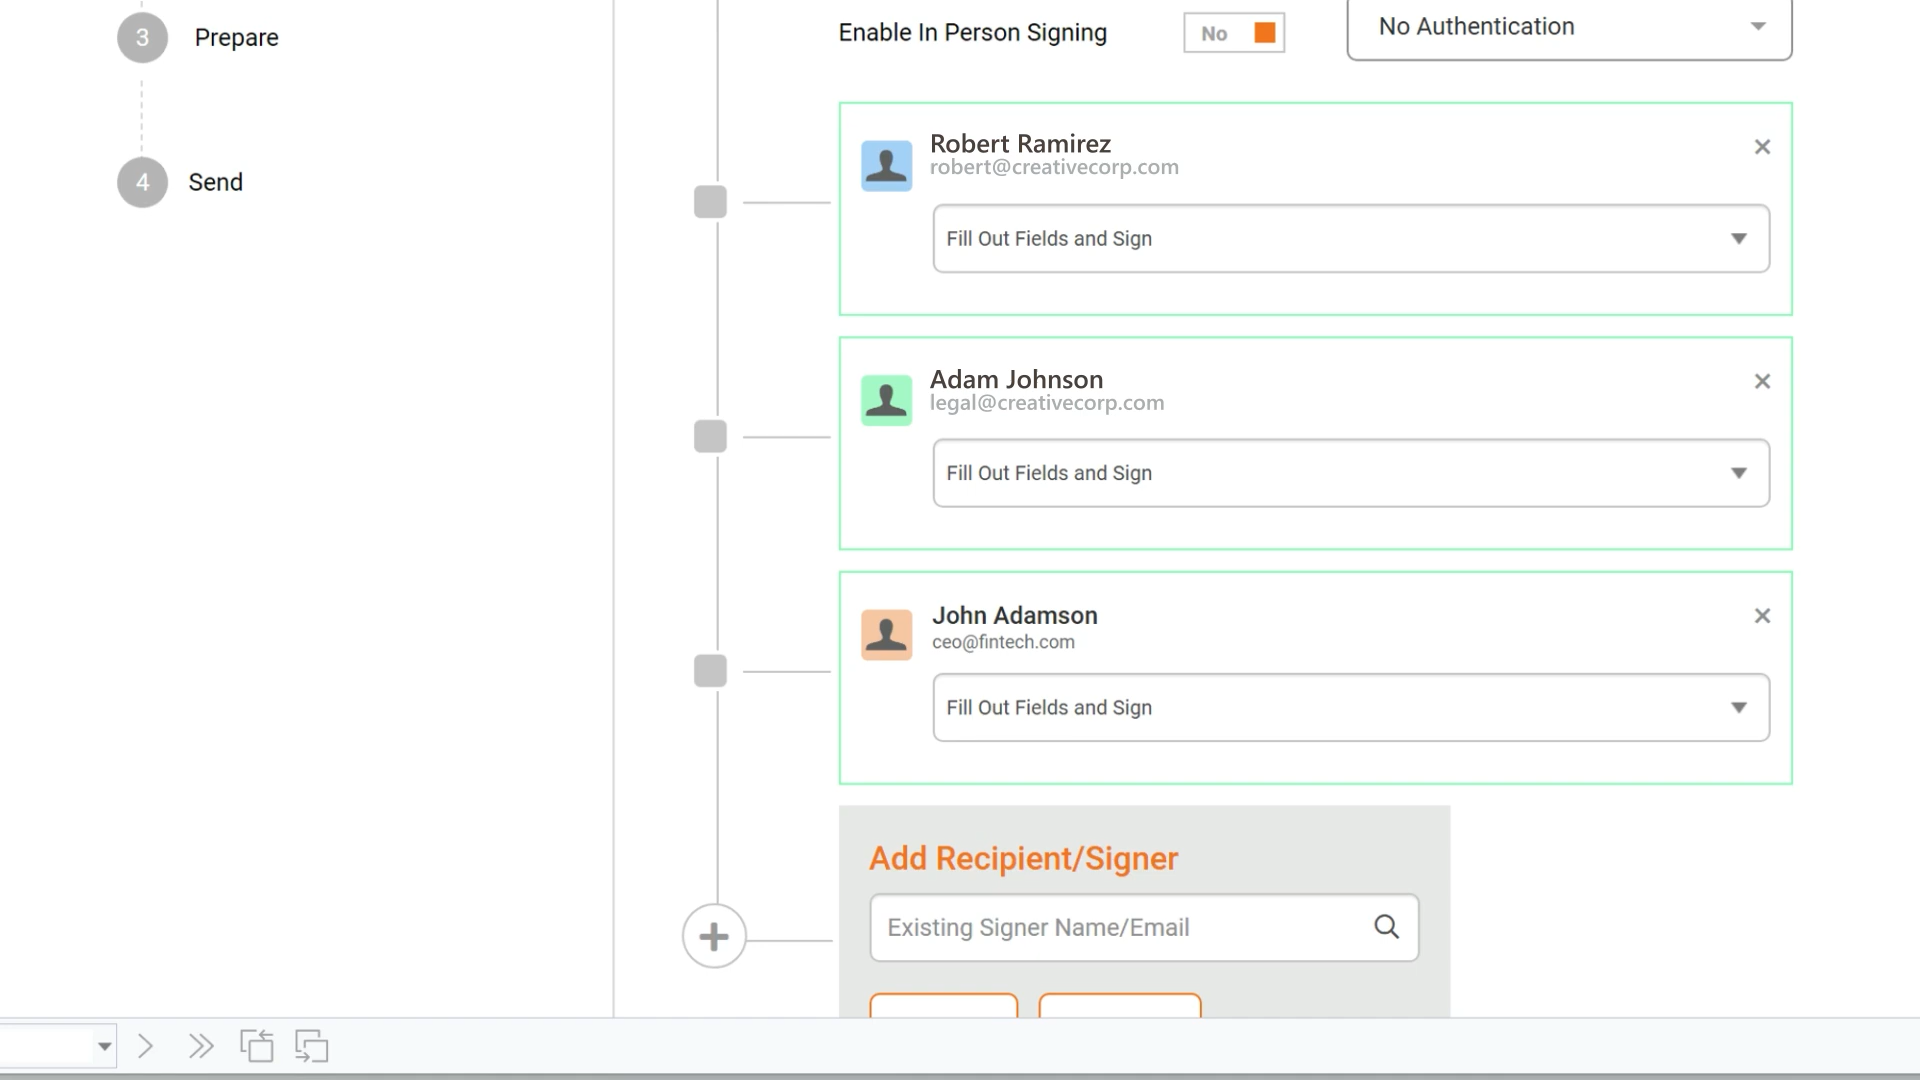 3 Prepare
4 Send
Enable In Person Signing No No Authentication
Robert Ramirez
robert@creativecorp.com
Fill Out Fields and Sign
Adam Johnson
legal@creativecorp.com
Fill Out Fields and Sign
John Adamson
ceo@fintech.com
Fill Out Fields and Sign
Add Recipient/Signer
Existing Signer Name/Email